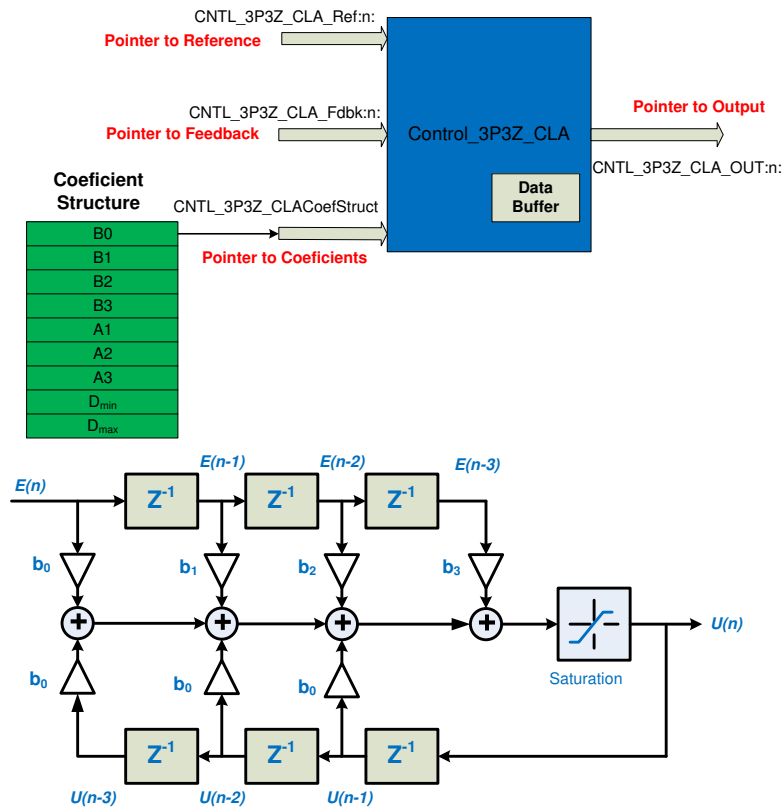 CNTL_3P3Z_CLA_Ref:n:
Pointer to Reference
CNTL_3P3Z_CLA_Fdbk:n:
Pointer to Feedback
Control_3P3Z_CLA
Data
Buffer
Pointer to Output
CNTL_3P3Z_CLA_OUT:n:
Coeficient
Structure
CNTL_3P3Z_CLACoefStruct
Pointer to Coeficients
B0
B1
B2
B3
A1
A2
A3
Dmin
Dmax
E(n)
E(n-1)
E(n-2)
E(n-3)
Z-1
Z-1
Z-1
b0
b1
b2
b3
+
+
+
+
U(n)
Saturation
b0
b0
b0
Z-1
Z-1
Z-1
U(n-3)
U(n-2)
U(n-1)